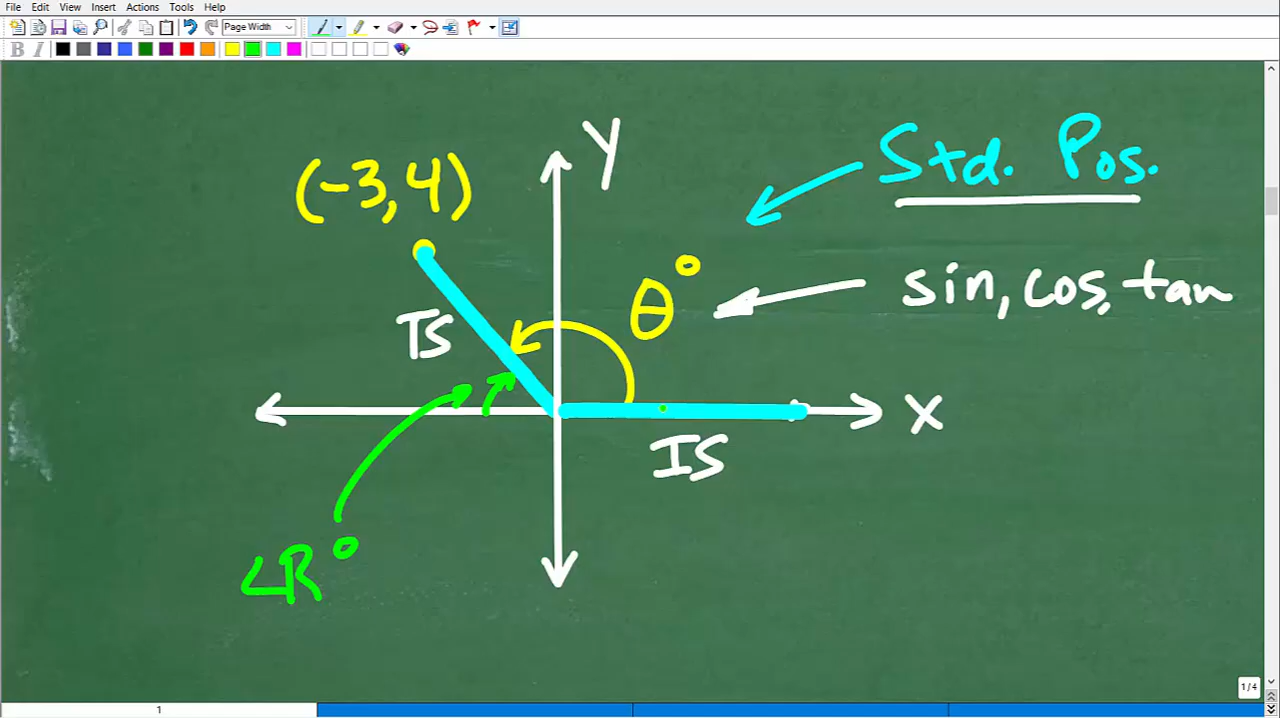 File Edit View Insert Actions Tools Help
Page Width
B I
Y
Std. Pos.
(-3,4)
θ°
sin, cos, tan
TS
X
IS
∠R°
1/4
1